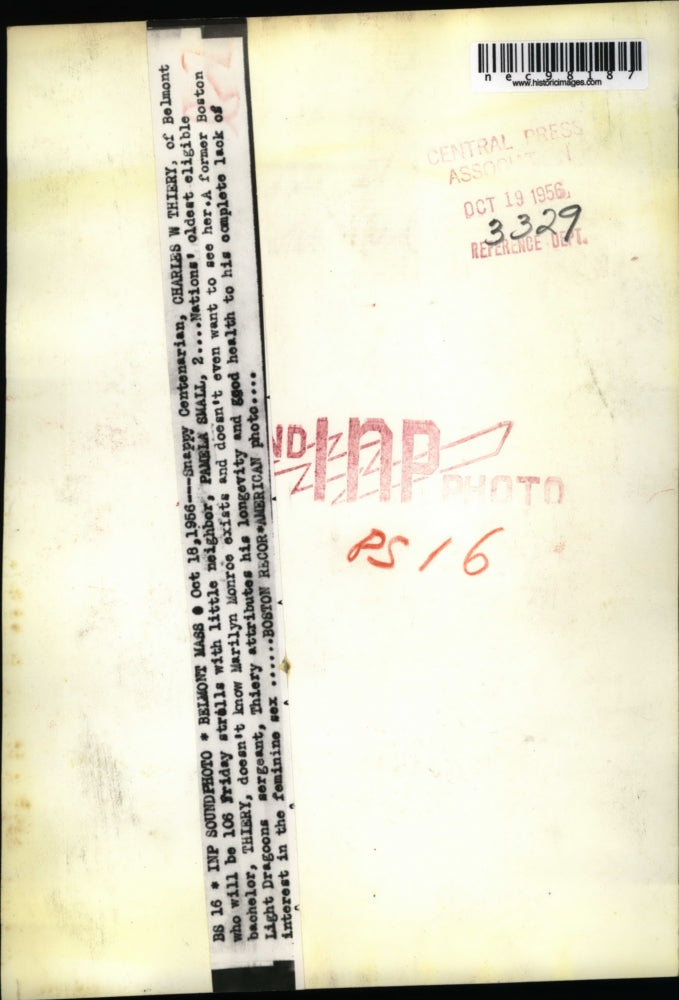 BS 16 * INP SOUNDPHOTO * BELMONT MASS Oct 18,1956---Snappy Centenarian, CHARLES W THIERY, of Belmont
who will be 106 Friday strolls with little neighbor, PAMELA SMALL, 2....Nations' oldest eligible
bachelor, THIERY, doesn't know Marilyn Monroe exists and doesn't even want to see her.A former Boston
Light Dragoons sergeant, Thiery attributes his longevity and good health to his complete lack of
interest in the feminine sex ......BOSTON RECOR*AMERICAN photo....
nec98187
www.historicimages.com
CENTRAL PRESS
OCT 19 1956
3329
REFERENCE DEPT.
ND INP PHOTO
PS 16